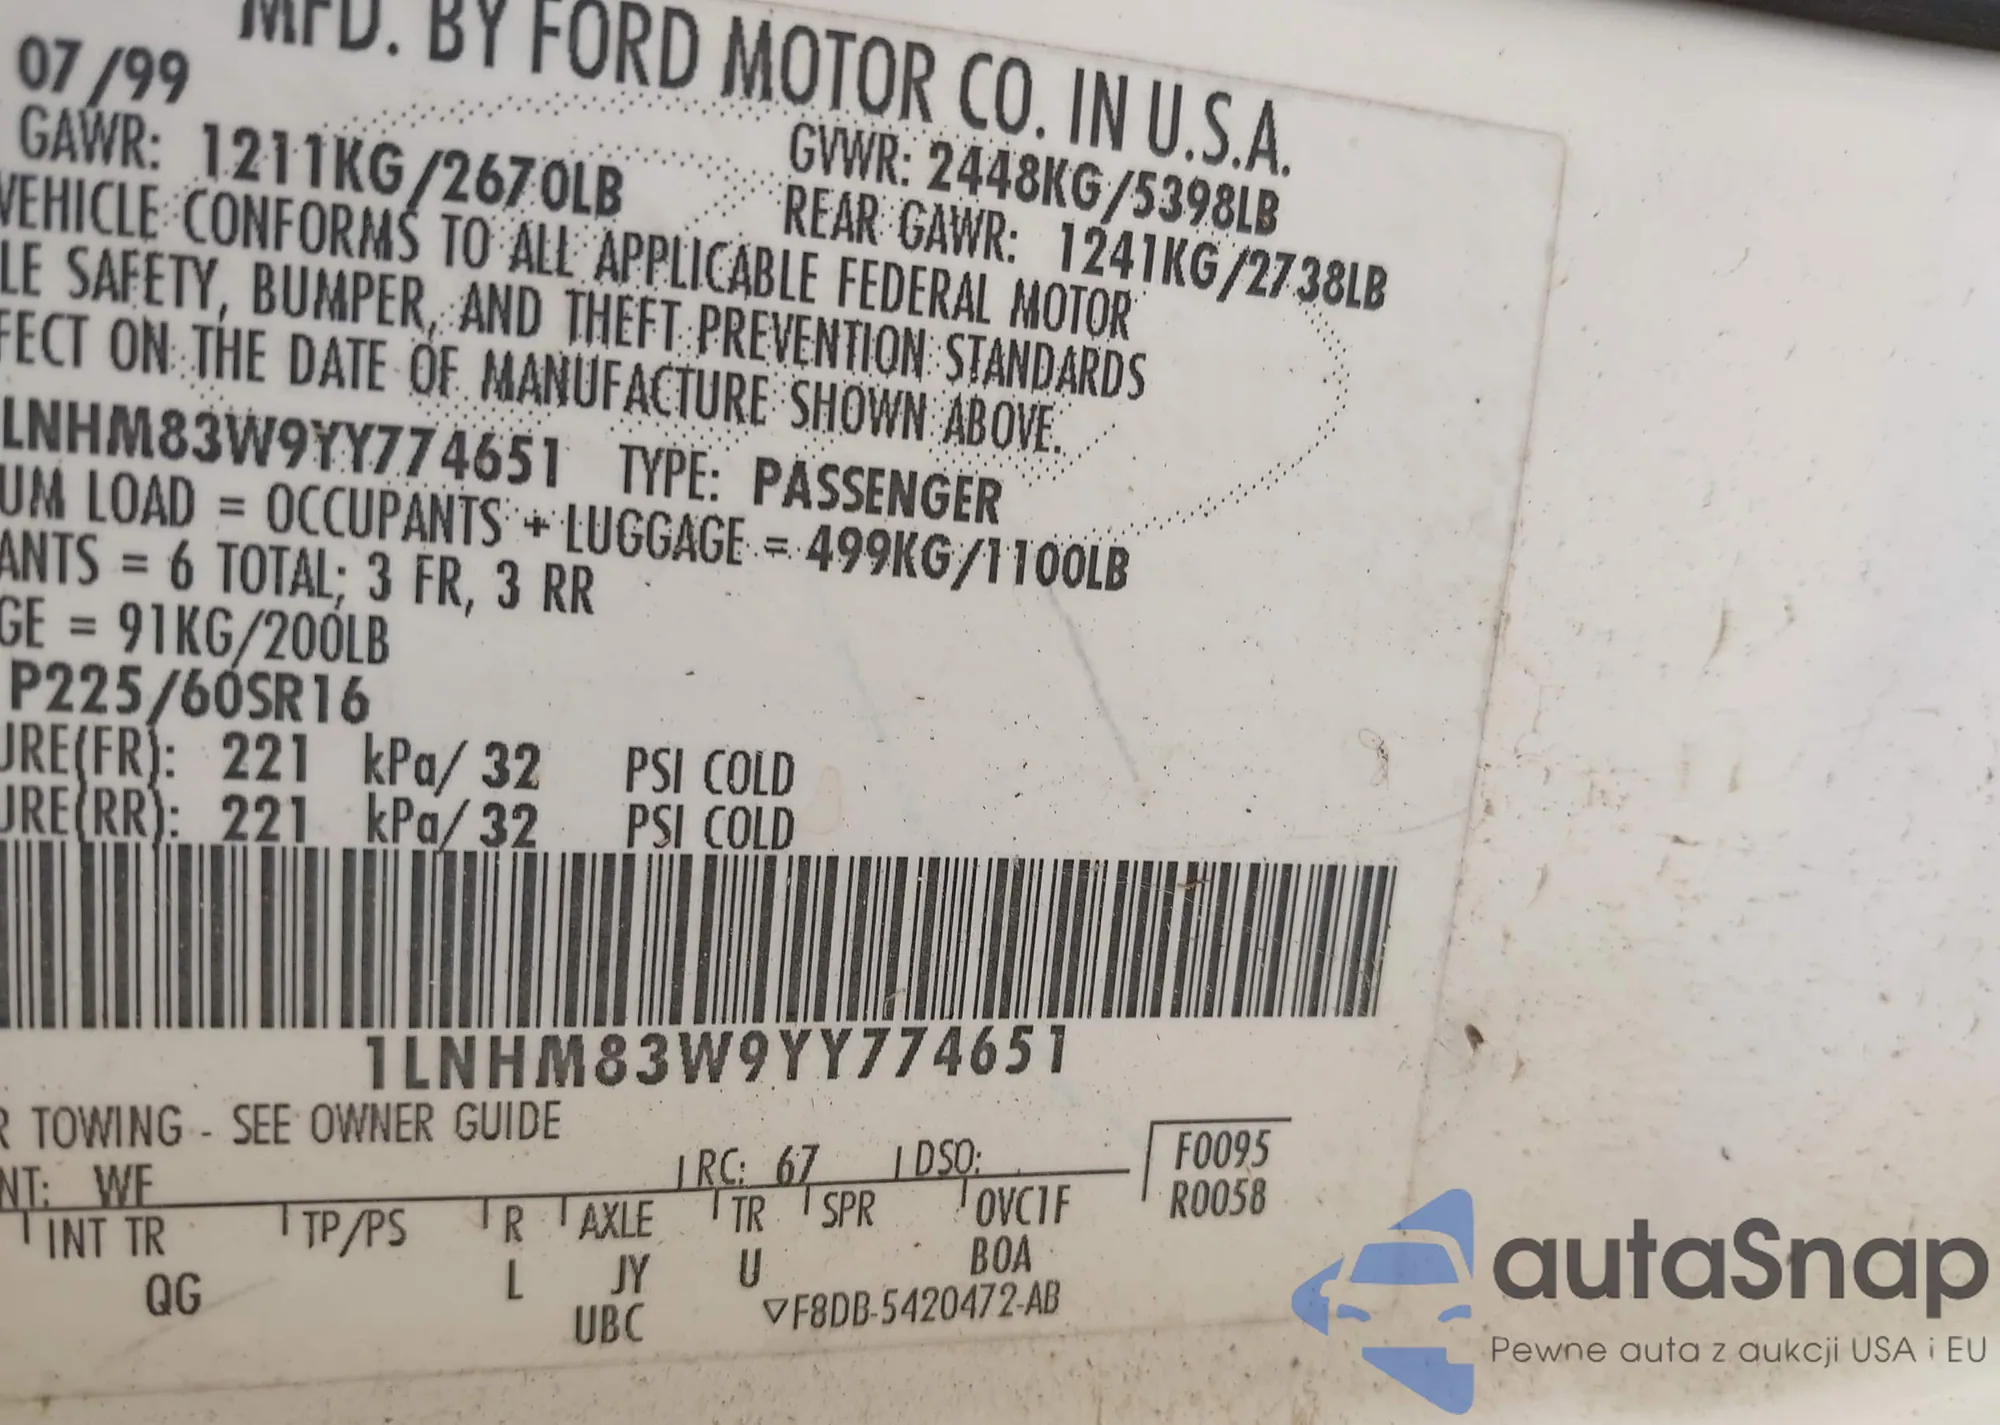 MFD. BY FORD MOTOR CO. IN U.S.A.
07/99
GVWR: 2448KG/5398LB
GAWR: 1211KG/2670LB REAR GAWR: 1241KG/2738LB
VEHICLE CONFORMS TO ALL APPLICABLE FEDERAL MOTOR
LE SAFETY, BUMPER, AND THEFT PREVENTION STANDARDS
FECT ON THE DATE OF MANUFACTURE SHOWN ABOVE.
LNHM83W9YY774651 TYPE: PASSENGER
UM LOAD = OCCUPANTS + LUGGAGE = 499KG/1100LB
ANTS = 6 TOTAL; 3 FR, 3 RR
GE = 91KG/200LB
P225/60SR16
URE(FR): 221 kPa/ 32 PSI COLD
URE(RR): 221 kPa/ 32 PSI COLD
1LNHM83W9YY774651
R TOWING - SEE OWNER GUIDE
NT: WF RC: 67 DSO: F0095
R0058
INT TR TP/PS R AXLE TR SPR 0VC1F
QG L JY U BOA
UBC ▽F8DB-5420472-AB
autaSnap
Pewne auta z aukcji USA i EU